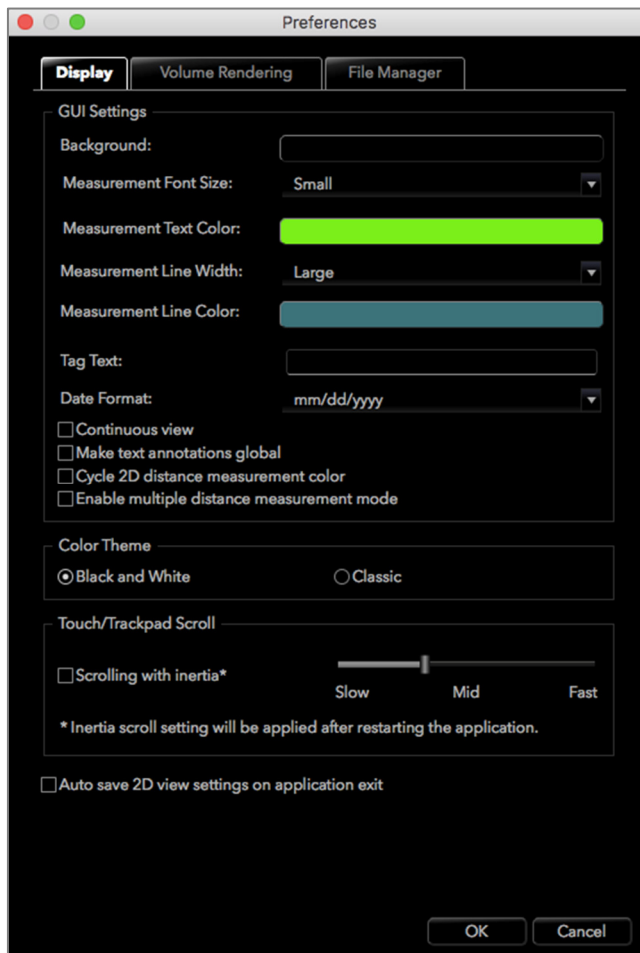 Preferences
Display Volume Rendering File Manager
GUI Settings
Background:
Measurement Font Size: Small
Measurement Text Color:
Measurement Line Width: Large
Measurement Line Color:
Tag Text:
Date Format: mm/dd/yyyy
Continuous view
Make text annotations global
Cycle 2D distance measurement color
Enable multiple distance measurement mode
Color Theme
Black and White Classic
Touch/Trackpad Scroll
Scrolling with inertia*
Slow Mid Fast
* Inertia scroll setting will be applied after restarting the application.
Auto save 2D view settings on application exit
OK Cancel